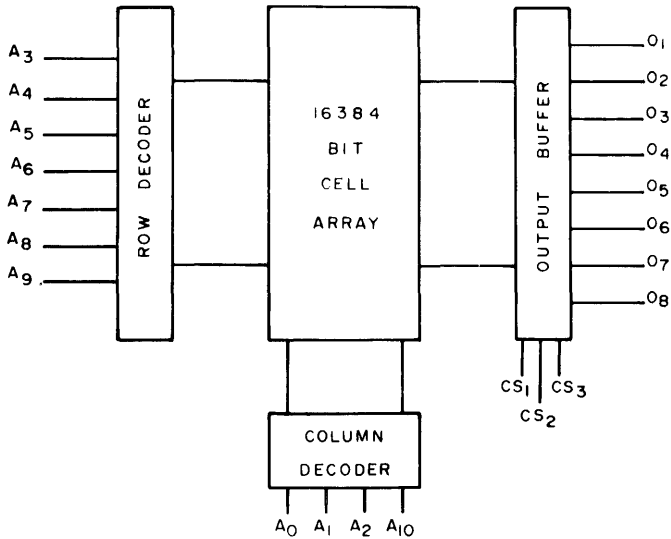 A3
A4
A5
A6
A7
A8
A9
ROW DECODER
16384
BIT
CELL
ARRAY
OUTPUT BUFFER
O1
O2
O3
O4
O5
O6
O7
O8
CS1
CS2
CS3
COLUMN
DECODER
A0 A1 A2 A10